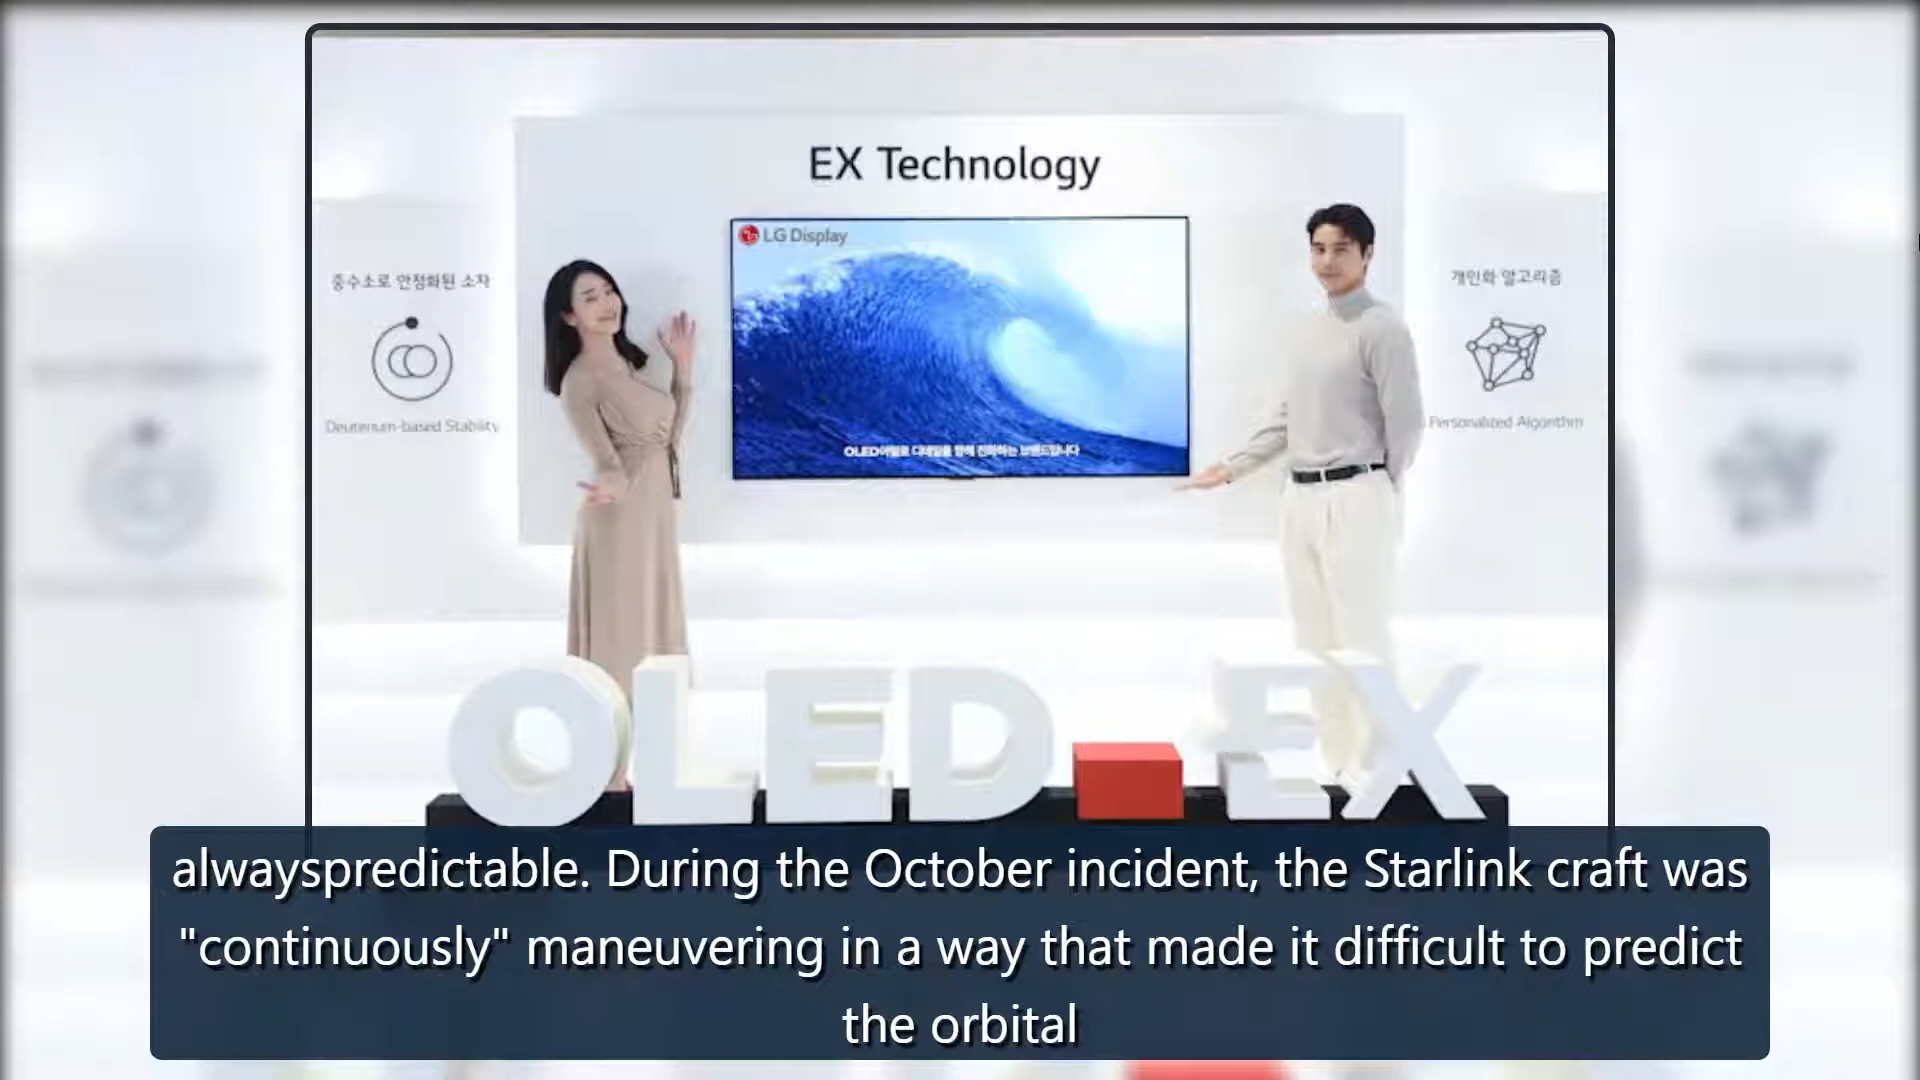 EX Technology
LG Display
중수소로 안정화된 소자
개인화 알고리즘
Deuterium-based Stability
Personalized Algorithm
OLED_EX
alwayspredictable. During the October incident, the Starlink craft was
"continuously" maneuvering in a way that made it difficult to predict
the orbital